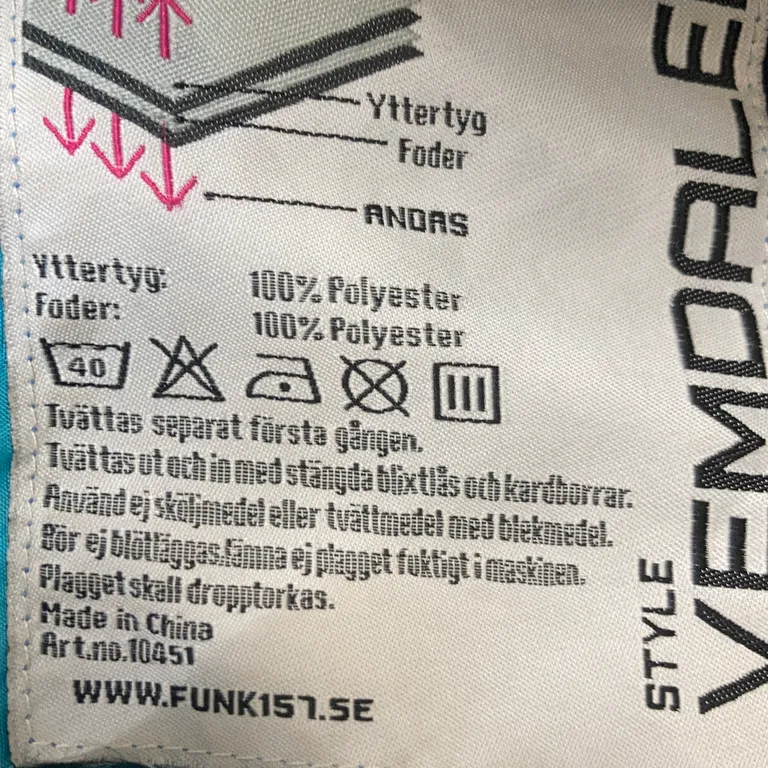 Yttertyg
Foder
ANDAS
Yttertyg: 100% Polyester
Foder: 100% Polyester
40
Tvättas separat första gången.
Tvättas ut och in med stängda blixtlås och kardborrar.
Använd ej sköljmedel eller tvättmedel med blekmedel.
Bör ej blötläggas.Lämna ej plagget fuktigt i maskinen.
Plagget skall dropptorkas.
Made in China
Art.no.10451
WWW.FUNK157.SE
STYLE
VEMDALE